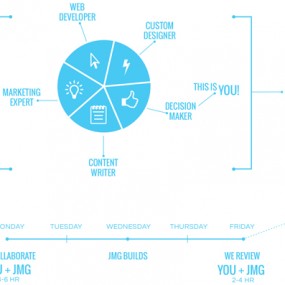 WEB
DEVELOPER
CUSTOM
DESIGNER
MARKETING
EXPERT
THIS IS YOU!
DECISION
MAKER
CONTENT
WRITER
ONDAY TUESDAY WEDNESDAY THURSDAY FRIDAY
LLABORATE JMG BUILDS WE REVIEW
U + JMG YOU + JMG
-6 HR 2-4 HR